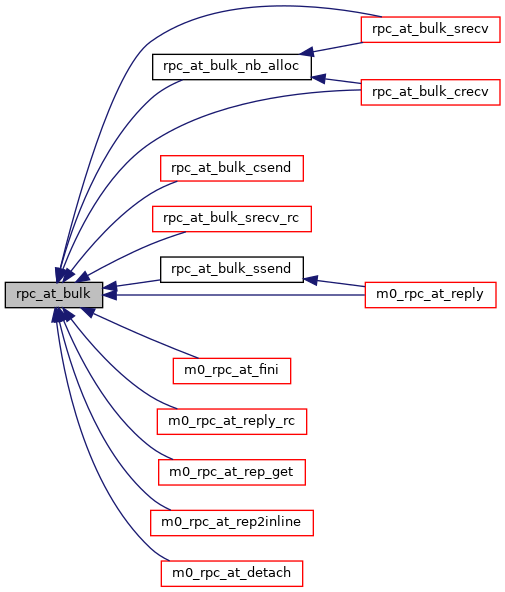 rpc_at_bulk_srecv
rpc_at_bulk_nb_alloc
rpc_at_bulk_crecv
rpc_at_bulk_csend
rpc_at_bulk_srecv_rc
rpc_at_bulk_ssend
rpc_at_bulk
m0_rpc_at_reply
m0_rpc_at_fini
m0_rpc_at_reply_rc
m0_rpc_at_rep_get
m0_rpc_at_rep2inline
m0_rpc_at_detach